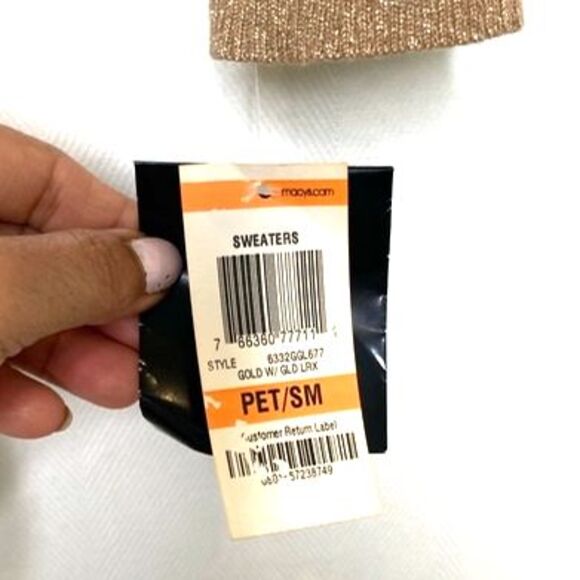 macys.com
SWEATERS
7 66360 77711
STYLE 6332GGL677
GOLD W/ GLD LRX
PET/SM
Customer Return Label
57238749